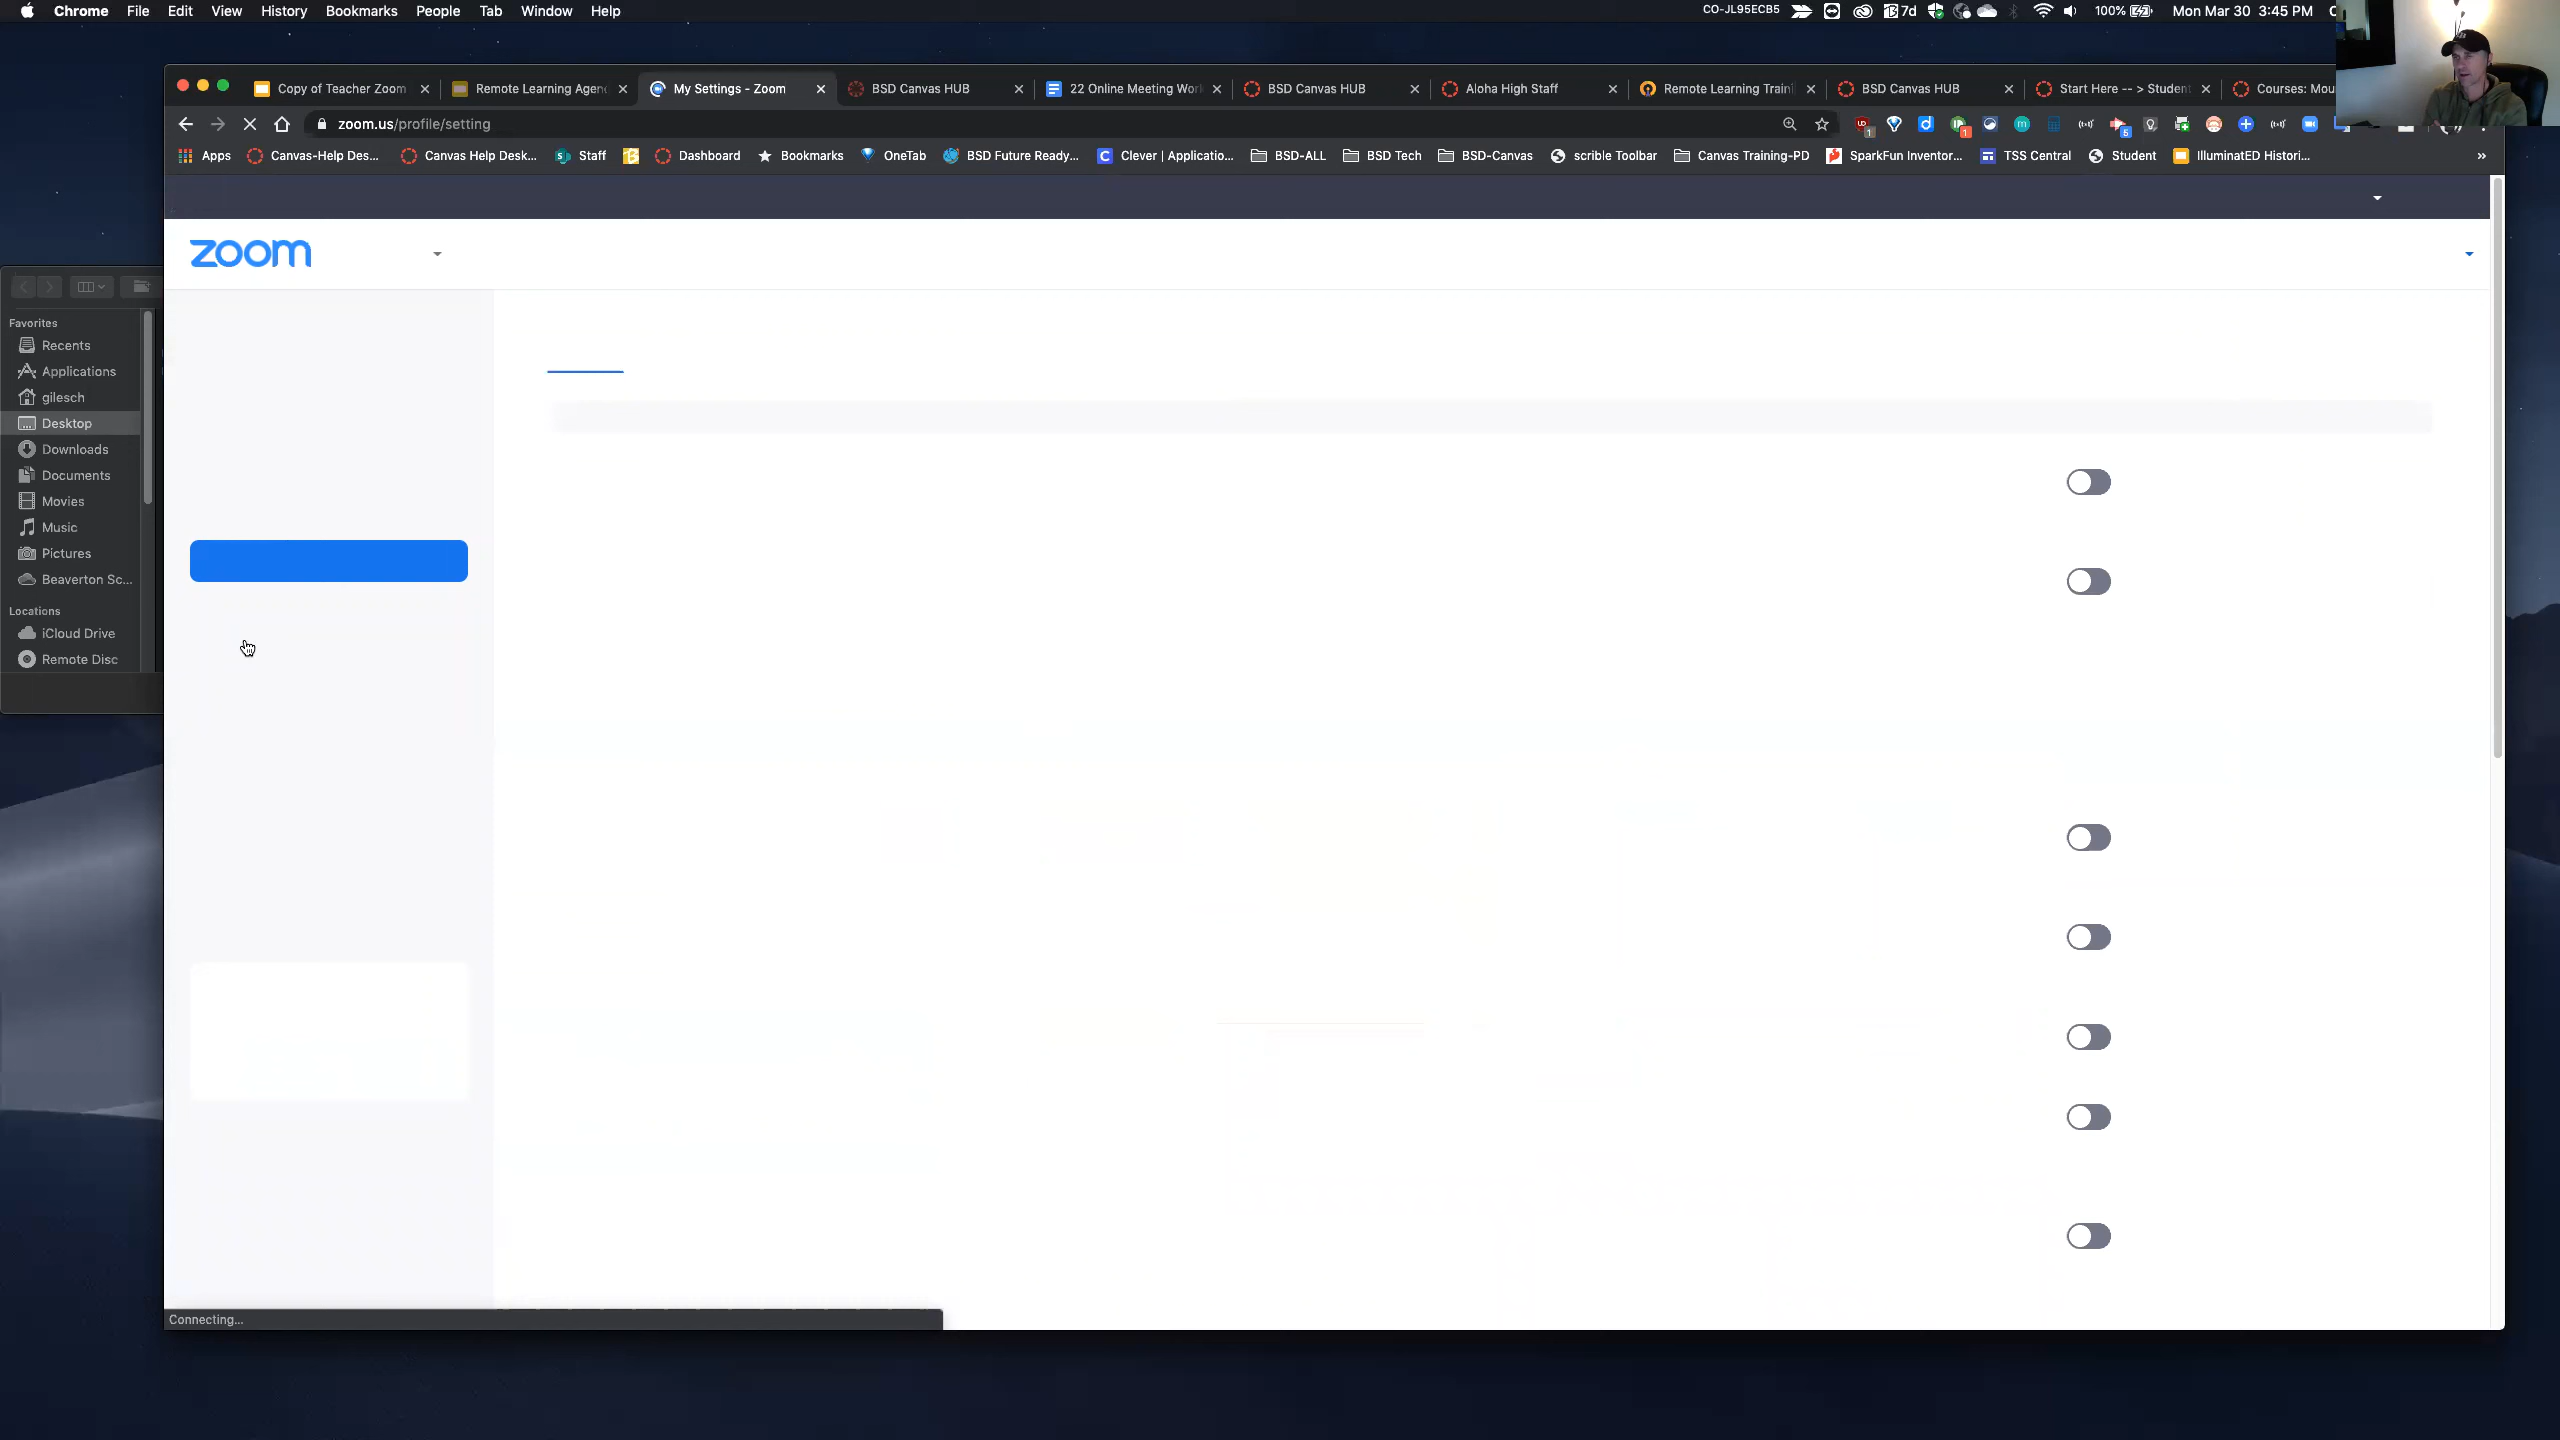 Chrome File Edit View History Bookmarks People Tab Window Help
CO-JL95ECB5 7d 100% Mon Mar 30 3:45 PM
Copy of Teacher Zoom
Remote Learning Agen
My Settings - Zoom
BSD Canvas HUB
22 Online Meeting Wor
BSD Canvas HUB
Aloha High Staff
Remote Learning Traini
BSD Canvas HUB
Start Here -- > Student
Courses: Mou
zoom.us/profile/setting
Apps Canvas-Help Des... Canvas Help Desk... Staff Dashboard Bookmarks OneTab BSD Future Ready... Clever | Applicatio... BSD-ALL BSD Tech BSD-Canvas scrible Toolbar Canvas Training-PD SparkFun Inventor... TSS Central Student IlluminatED Histori... »
zoom
Favorites
Recents
Applications
gilesch
Desktop
Downloads
Documents
Movies
Music
Pictures
Beaverton Sc...
Locations
iCloud Drive
Remote Disc
Connecting...